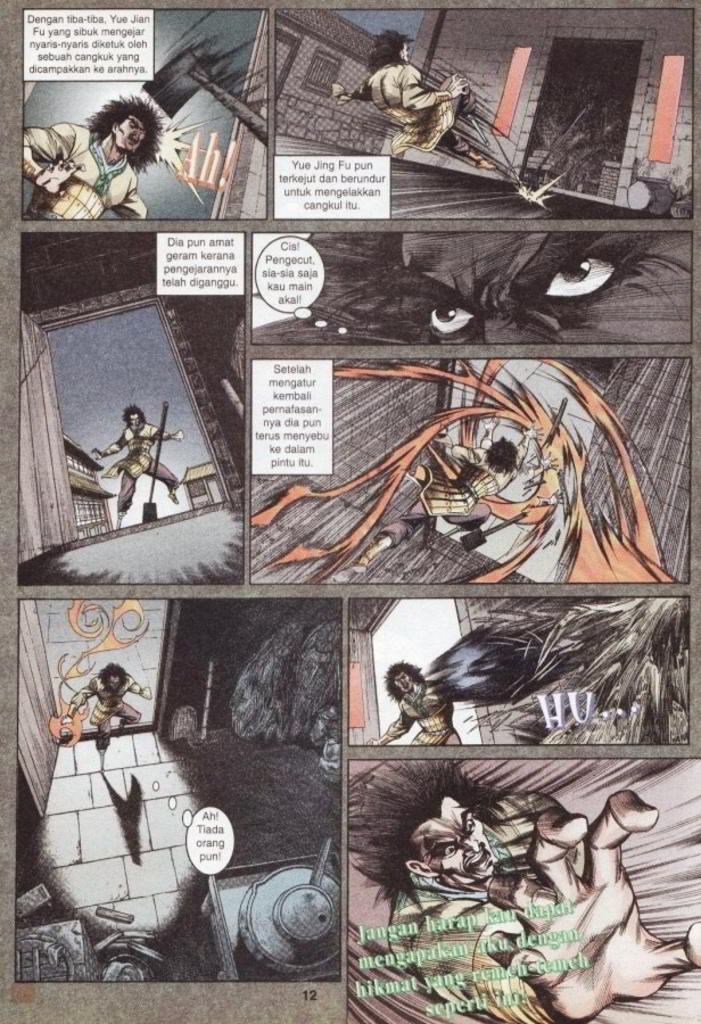 Dengan tiba-tiba, Yue Jian
Fu yang sibuk mengejar
nyaris-nyaris diketuk oleh
sebuah cangkuk yang
dicampakkan ke arahnya.
Ah!
Yue Jing Fu pun
terkejut dan berundur
untuk mengelakkan
cangkul itu.
Dia pun amat
geram kerana
pengejarannya
telah diganggu.
Cis!
Pengecut,
sia-sia saja
kau main
akal!
Setelah
mengatur
kembali
pernafasan-
nya dia pun
terus menyebu
ke dalam
pintu itu.
Ah!
Tiada
orang
pun!
HU...
Jangan harap kau dapat
mengapakan aku dengan
hikmat yang remeh-temeh
seperti ini!
12